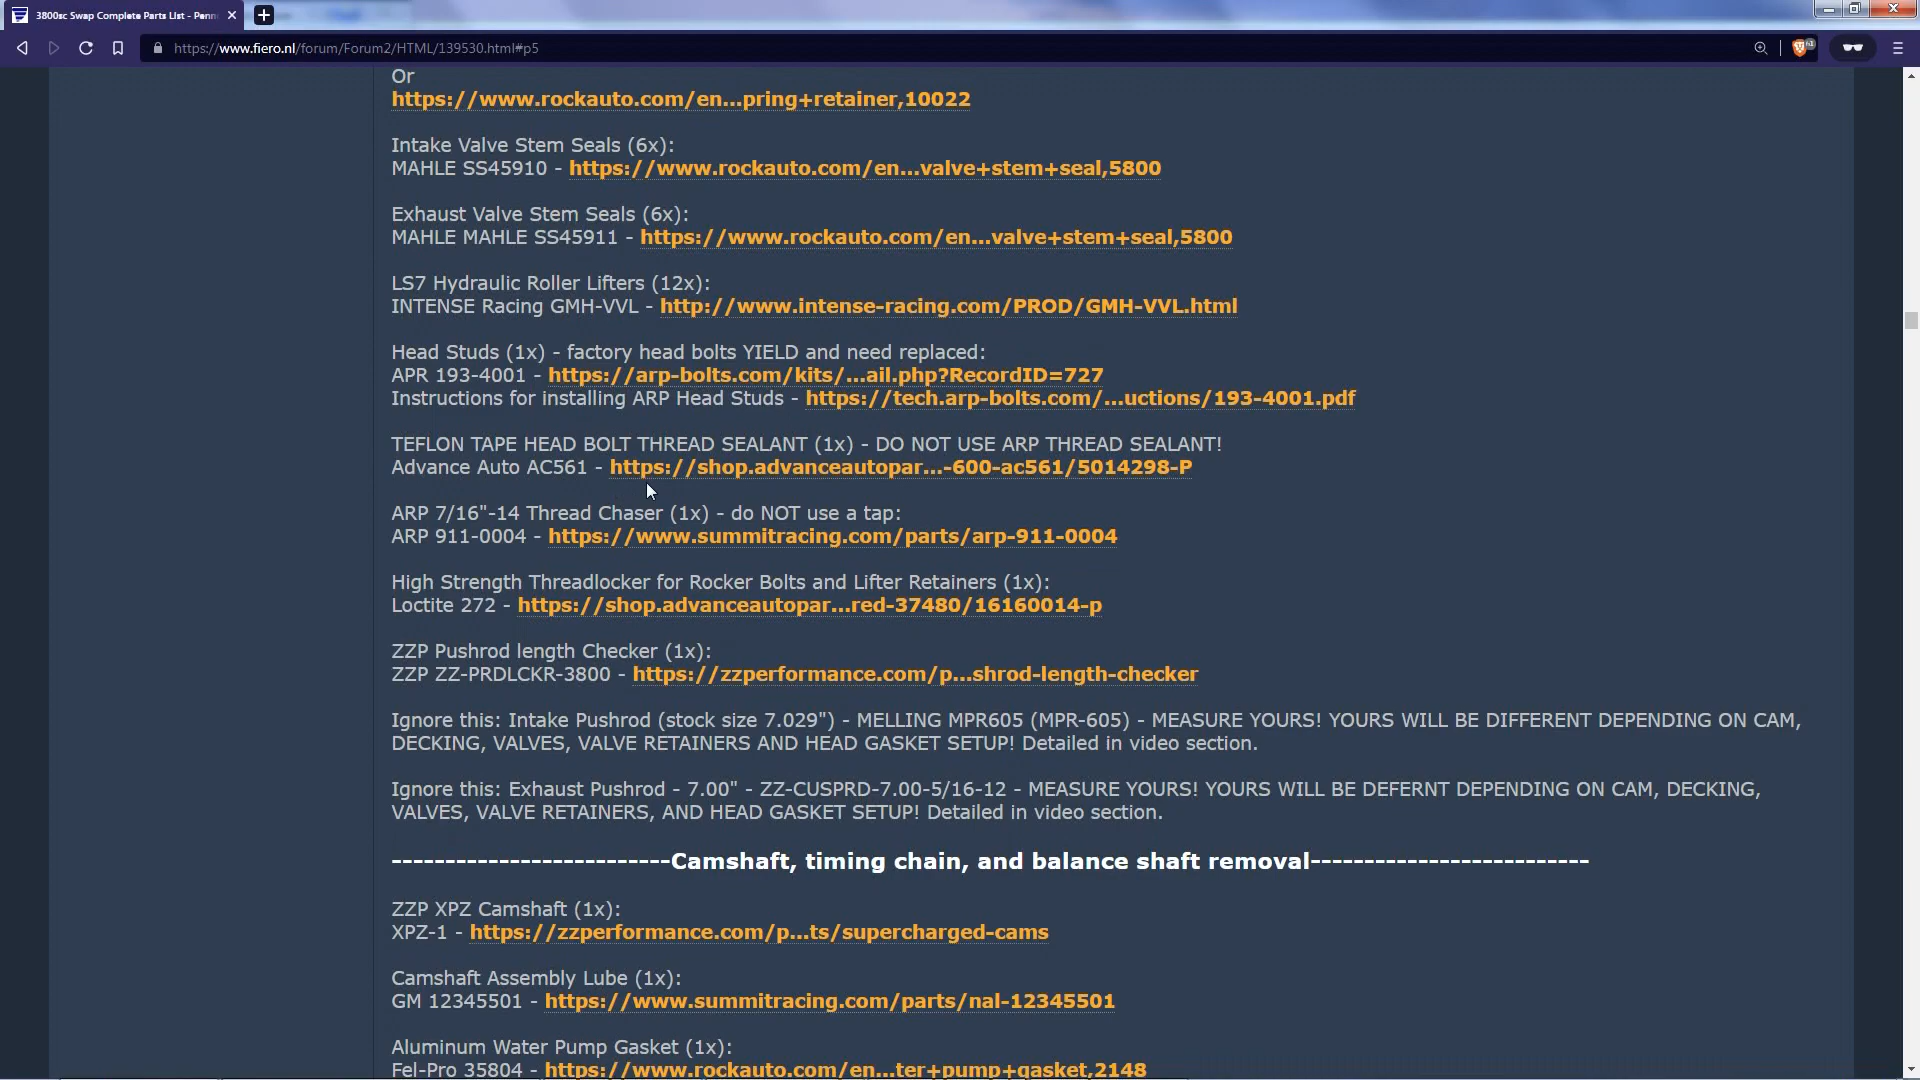 3800sc Swap Complete Parts List - Penn
https://www.fiero.nl/forum/Forum2/HTML/139530.html#p5
Or
https://www.rockauto.com/en...pring+retainer,10022
Intake Valve Stem Seals (6x):
MAHLE SS45910 - https://www.rockauto.com/en...valve+stem+seal,5800
Exhaust Valve Stem Seals (6x):
MAHLE MAHLE SS45911 - https://www.rockauto.com/en...valve+stem+seal,5800
LS7 Hydraulic Roller Lifters (12x):
INTENSE Racing GMH-VVL - http://www.intense-racing.com/PROD/GMH-VVL.html
Head Studs (1x) - factory head bolts YIELD and need replaced:
APR 193-4001 - https://arp-bolts.com/kits/...ail.php?RecordID=727
Instructions for installing ARP Head Studs - https://tech.arp-bolts.com/...uctions/193-4001.pdf
TEFLON TAPE HEAD BOLT THREAD SEALANT (1x) - DO NOT USE ARP THREAD SEALANT!
Advance Auto AC561 - https://shop.advanceautopar...-600-ac561/5014298-P
ARP 7/16"-14 Thread Chaser (1x) - do NOT use a tap:
ARP 911-0004 - https://www.summitracing.com/parts/arp-911-0004
High Strength Threadlocker for Rocker Bolts and Lifter Retainers (1x):
Loctite 272 - https://shop.advanceautopar...red-37480/16160014-p
ZZP Pushrod length Checker (1x):
ZZP ZZ-PRDLCKR-3800 - https://zzperformance.com/p...shrod-length-checker
Ignore this: Intake Pushrod (stock size 7.029") - MELLING MPR605 (MPR-605) - MEASURE YOURS! YOURS WILL BE DIFFERENT DEPENDING ON CAM,
DECKING, VALVES, VALVE RETAINERS AND HEAD GASKET SETUP! Detailed in video section.
Ignore this: Exhaust Pushrod - 7.00" - ZZ-CUSPRD-7.00-5/16-12 - MEASURE YOURS! YOURS WILL BE DEFERNT DEPENDING ON CAM, DECKING,
VALVES, VALVE RETAINERS, AND HEAD GASKET SETUP! Detailed in video section.
--------------------------Camshaft, timing chain, and balance shaft removal--------------------------
ZZP XPZ Camshaft (1x):
XPZ-1 - https://zzperformance.com/p...ts/supercharged-cams
Camshaft Assembly Lube (1x):
GM 12345501 - https://www.summitracing.com/parts/nal-12345501
Aluminum Water Pump Gasket (1x):
Fel-Pro 35804 - https://www.rockauto.com/en...ter+pump+gasket,2148